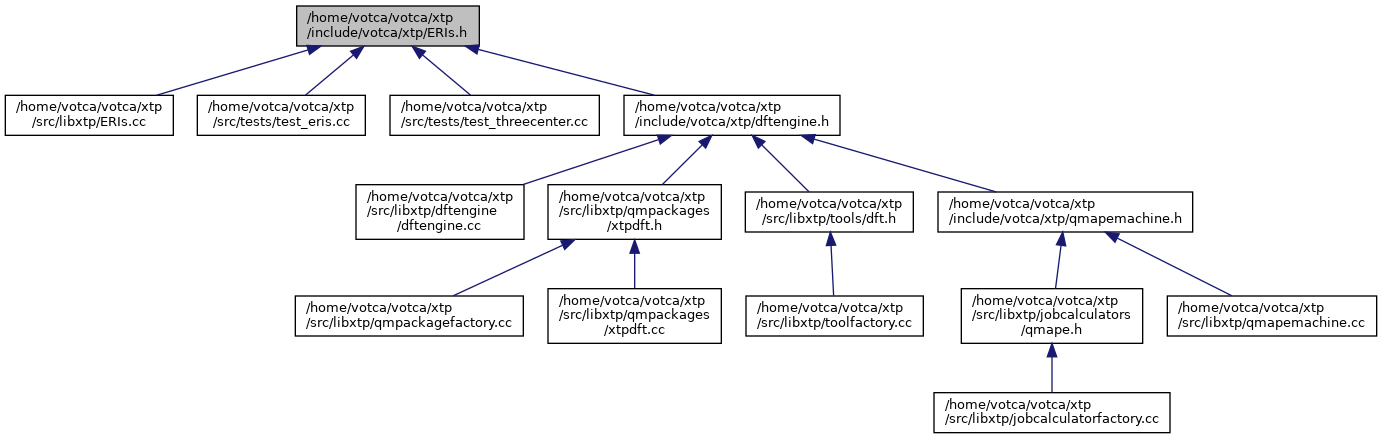 /home/votca/votca/xtp
/include/votca/xtp/ERIs.h
/home/votca/votca/xtp
/src/libxtp/ERIs.cc
/home/votca/votca/xtp
/src/tests/test_eris.cc
/home/votca/votca/xtp
/src/tests/test_threecenter.cc
/home/votca/votca/xtp
/include/votca/xtp/dftengine.h
/home/votca/votca/xtp
/src/libxtp/dftengine
/dftengine.cc
/home/votca/votca/xtp
/src/libxtp/qmpackages
/xtpdft.h
/home/votca/votca/xtp
/src/libxtp/tools/dft.h
/home/votca/votca/xtp
/include/votca/xtp/qmapemachine.h
/home/votca/votca/xtp
/src/libxtp/qmpackagefactory.cc
/home/votca/votca/xtp
/src/libxtp/qmpackages
/xtpdft.cc
/home/votca/votca/xtp
/src/libxtp/toolfactory.cc
/home/votca/votca/xtp
/src/libxtp/jobcalculators
/qmape.h
/home/votca/votca/xtp
/src/libxtp/qmapemachine.cc
/home/votca/votca/xtp
/src/libxtp/jobcalculatorfactory.cc